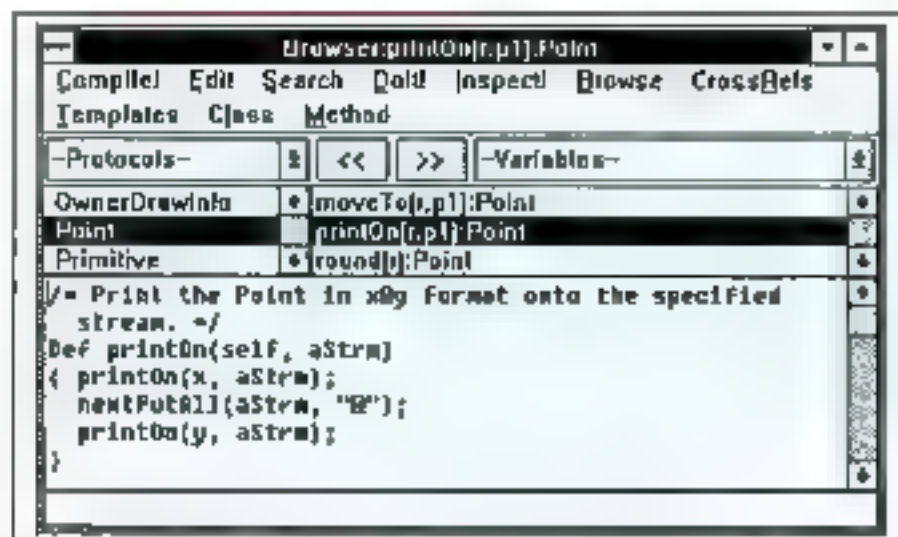 Browser:printOn(r,p1):Point
Compile! Edit Search DoIt! Inspect! Browse CrossRefs
Templates Class Method
-Protocols- << >> -Variables-
OwnerDrawInfo moveTo(r,p1):Point
Point printOn(r,p1):Point
Primitive round(r):Point
/* Print the Point in x@y format onto the specified
stream. */
Def printOn(self, aStrm)
{ printOn(x, aStrm);
nextPutAll(aStrm, "@");
printOn(y, aStrm);
}